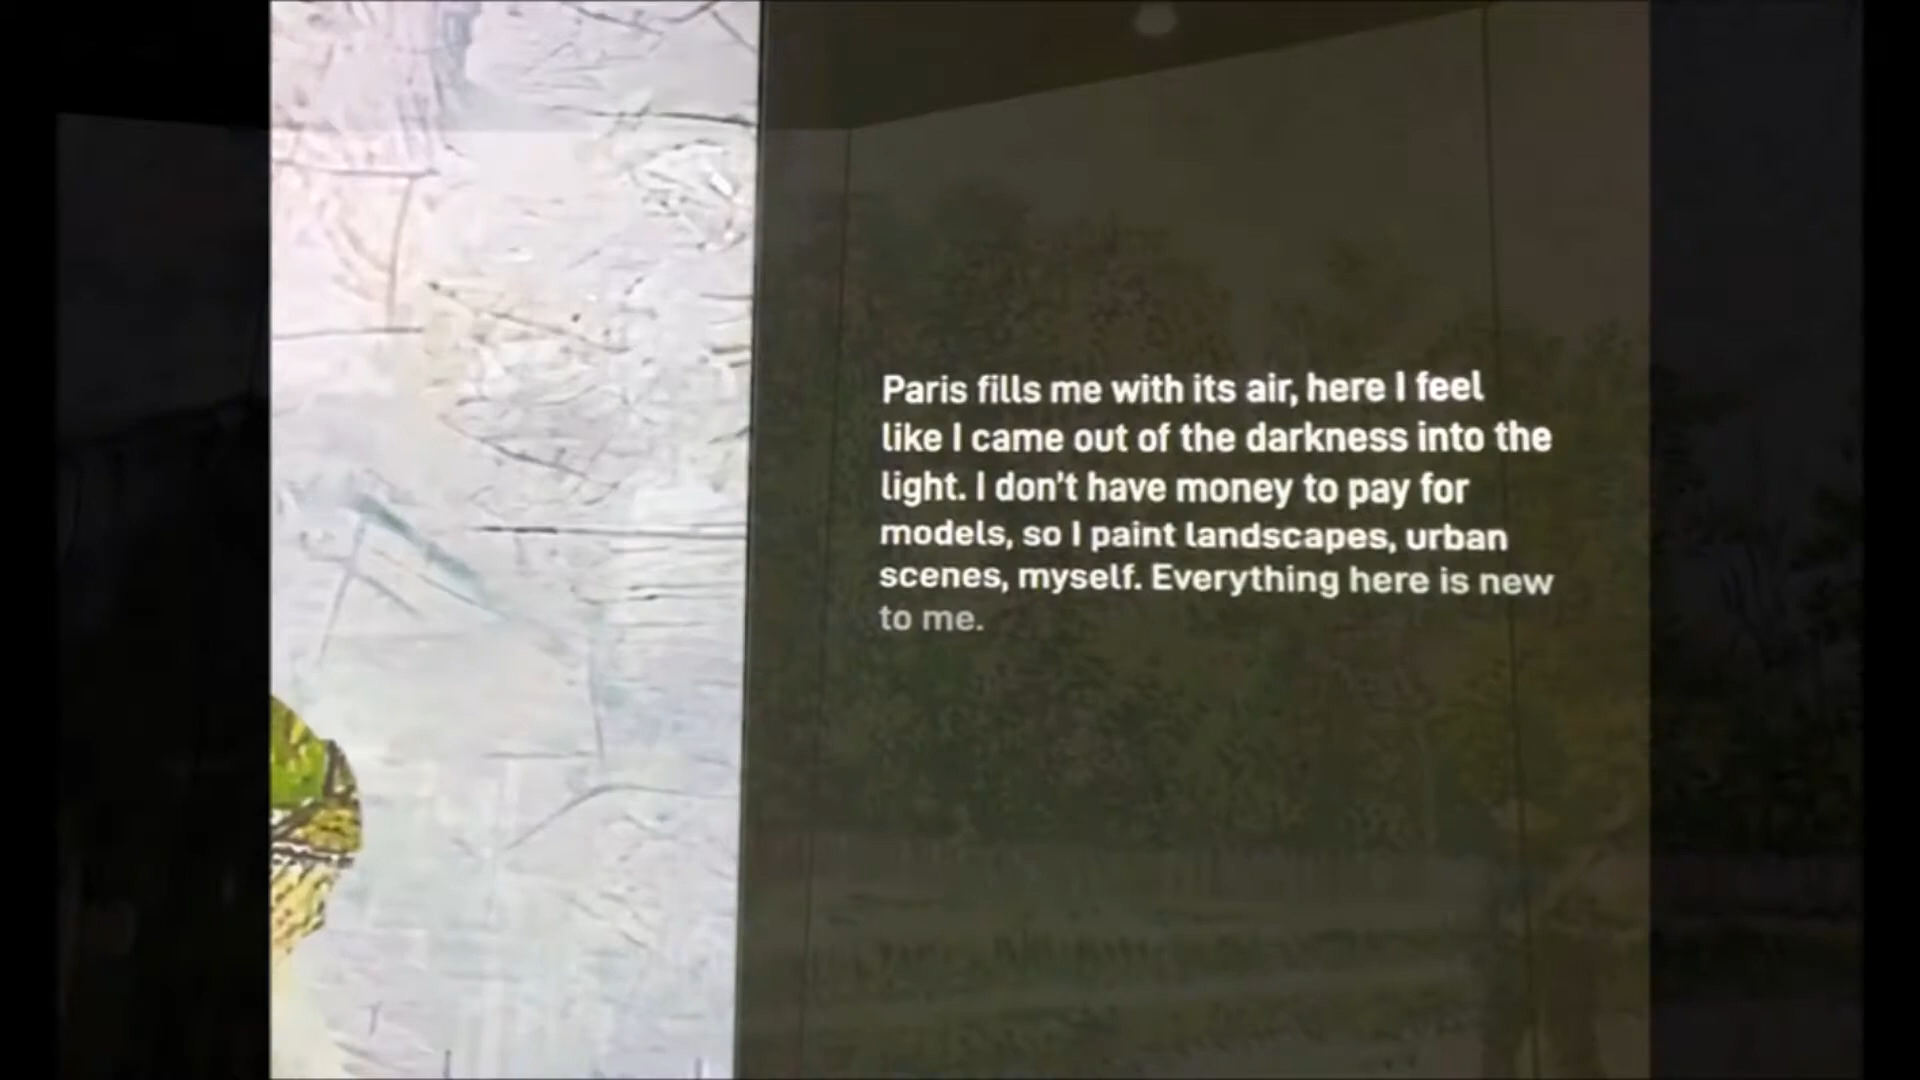 Paris fills me with its air, here I feel
like I came out of the darkness into the
light. I don't have money to pay for
models, so I paint landscapes, urban
scenes, myself. Everything here is new
to me.